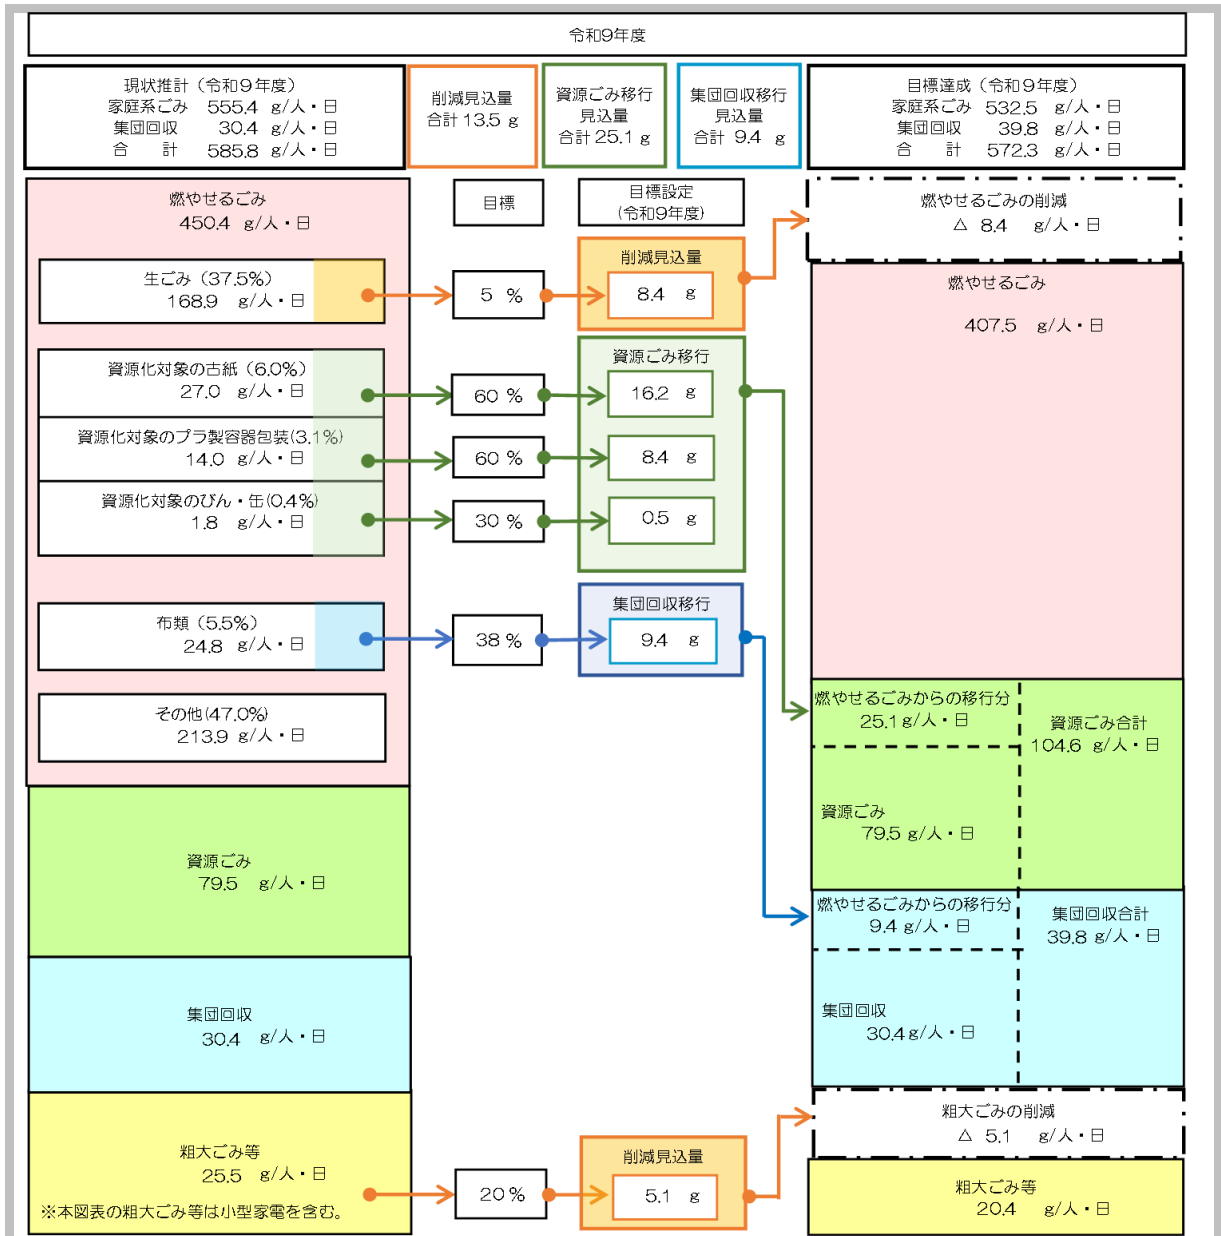 令和9年度
現状推計（令和９年度）
家庭系ごみ 555.4 g/人・日
集団回収 30.4 g/人・日
合 計 585.8 g/人・日
削減見込量
合計 13.5 g
資源ごみ移行
見込量
合計 25.1 g
集団回収移行
見込量
合計 9.4 g
目標達成（令和９年度）
家庭系ごみ 532.5 g/人・日
集団回収 39.8 g/人・日
合 計 572.3 g/人・日
燃やせるごみ
450.4 g/人・日
目標
目標設定
(令和９年度)
燃やせるごみの削減
△ 8.4 g/人・日
生ごみ（37.5%）
168.9 g/人・日
5 %
削減見込量
8.4 g
燃やせるごみ
407.5 g/人・日
資源化対象の古紙（6.0%）
27.0 g/人・日
60 %
資源ごみ移行
16.2 g
資源化対象のプラ製容器包装(3.1%)
14.0 g/人・日
60 %
8.4 g
資源化対象のびん・缶(0.4%)
1.8 g/人・日
30 %
0.5 g
布類（5.5%）
24.8 g/人・日
38 %
集団回収移行
9.4 g
その他(47.0%)
213.9 g/人・日
燃やせるごみからの移行分
25.1 g/人・日
資源ごみ合計
104.6 g/人・日
資源ごみ
79.5 g/人・日
資源ごみ
79.5 g/人・日
燃やせるごみからの移行分
9.4 g/人・日
集団回収合計
39.8 g/人・日
集団回収
30.4 g/人・日
集団回収
30.4 g/人・日
粗大ごみの削減
△ 5.1 g/人・日
粗大ごみ等
25.5 g/人・日
※本図表の粗大ごみ等は小型家電を含む。
20 %
削減見込量
5.1 g
粗大ごみ等
20.4 g/人・日